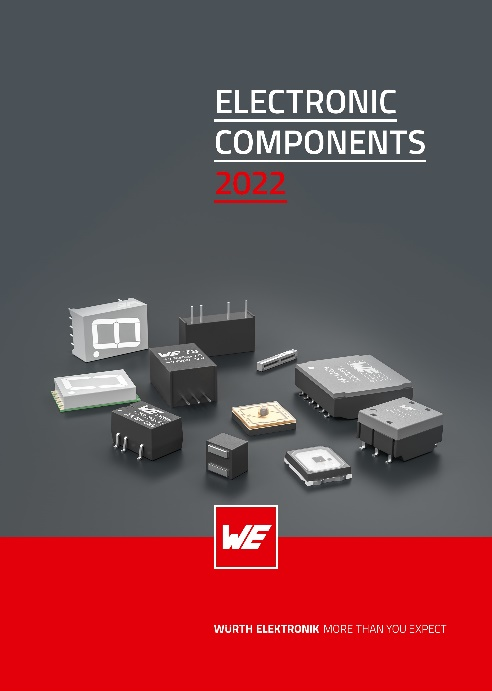 ELECTRONIC
COMPONENTS
2022
WE
WURTH ELEKTRONIK MORE THAN YOU EXPECT